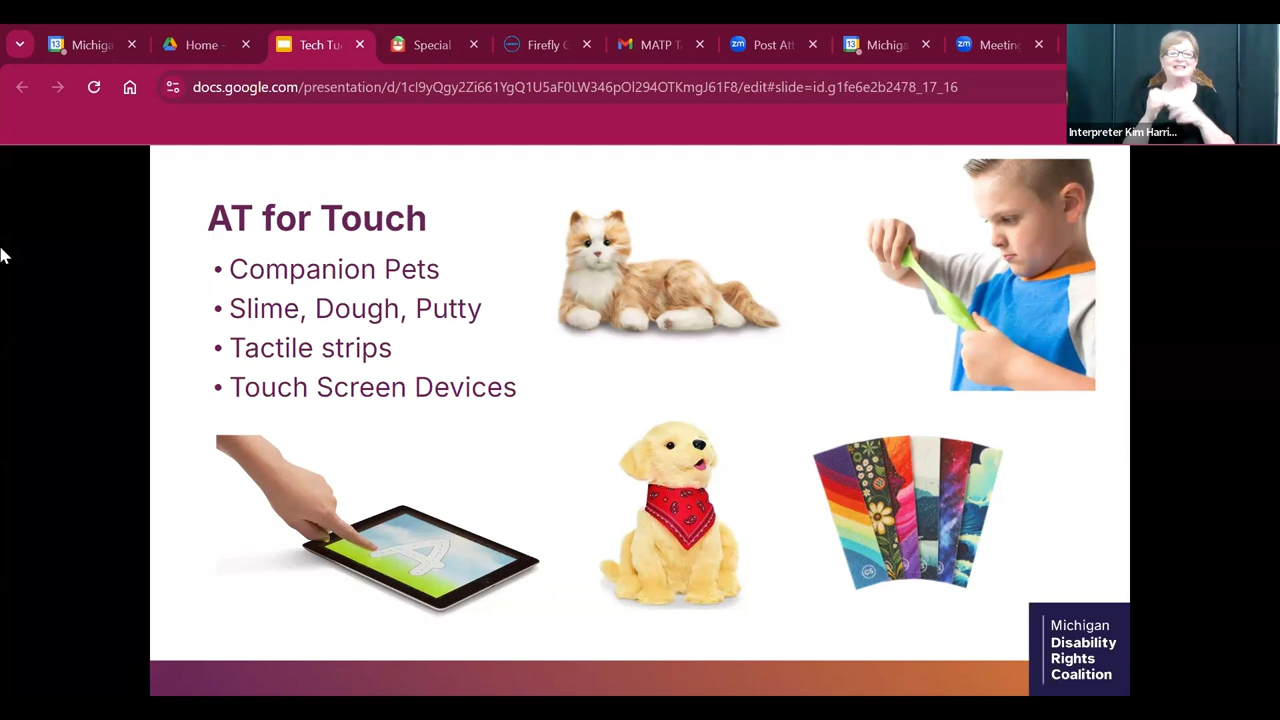 Michiga
Home -
Tech Tu
Special
Firefly
MATP T
Post Att
Michiga
Meetin
docs.google.com/presentation/d/1cI9yQgy2Zi661YgQ1U5aF0LW346pOl294OTKmgJ61F8/edit#slide=id.g1fe6e2b2478_17_16
Interpreter Kim Harri...
AT for Touch
• Companion Pets
• Slime, Dough, Putty
• Tactile strips
• Touch Screen Devices
A
Michigan
Disability
Rights
Coalition